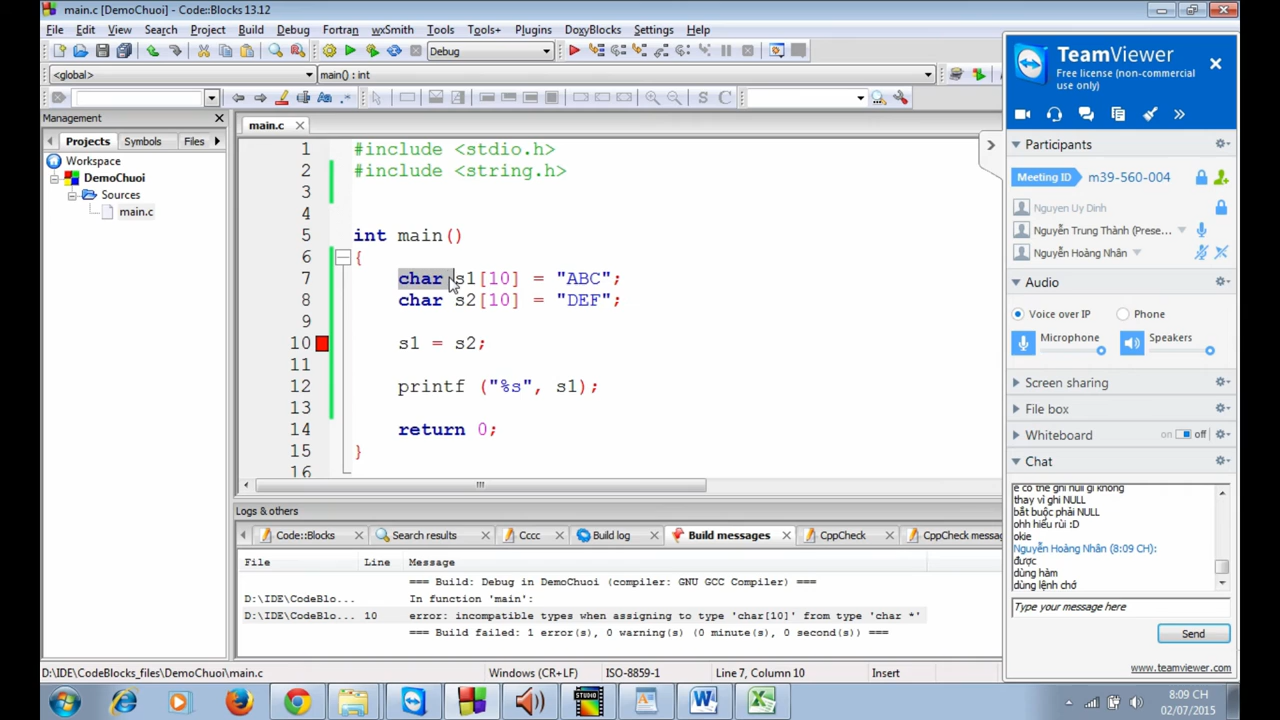 main.c [DemoChuoi] - Code::Blocks 13.12
File Edit View Search Project Build Debug Fortran wxSmith Tools Tools+ Plugins DoxyBlocks Settings Help
Debug
<global>
main() : int
Management
Projects Symbols Files
Workspace
DemoChuoi
Sources
main.c
main.c
1 #include <stdio.h>
2 #include <string.h>
3
4
5 int main()
6 {
7 char s1[10] = "ABC";
8 char s2[10] = "DEF";
9
10 s1 = s2;
11
12 printf ("%s", s1);
13
14 return 0;
15 }
16
Logs & others
Code::Blocks Search results Cccc Build log Build messages CppCheck CppCheck messag
File Line Message
=== Build: Debug in DemoChuoi (compiler: GNU GCC Compiler) ===
D:\IDE\CodeBlo... In function 'main':
D:\IDE\CodeBlo... 10 error: incompatible types when assigning to type 'char[10]' from type 'char *'
=== Build failed: 1 error(s), 0 warning(s) (0 minute(s), 0 second(s)) ===
D:\IDE\CodeBlocks_files\DemoChuoi\main.c Windows (CR+LF) ISO-8859-1 Line 7, Column 10 Insert
TeamViewer
Free license (non-commercial
use only)
Participants
Meeting ID m39-560-004
Nguyen Uy Dinh
Nguyễn Trung Thành (Prese...
Nguyễn Hoàng Nhân
Audio
Voice over IP Phone
Microphone Speakers
Screen sharing
File box
Whiteboard on off
Chat
thay vì ghi NULL
bắt buộc phải NULL
ohh hiểu rùi :D
okie
Nguyễn Hoàng Nhân (8:09 CH):
được
dùng hàm
dùng lệnh chớ
Type your message here
Send
www.teamviewer.com
STUDIO
8:09 CH
02/07/2015